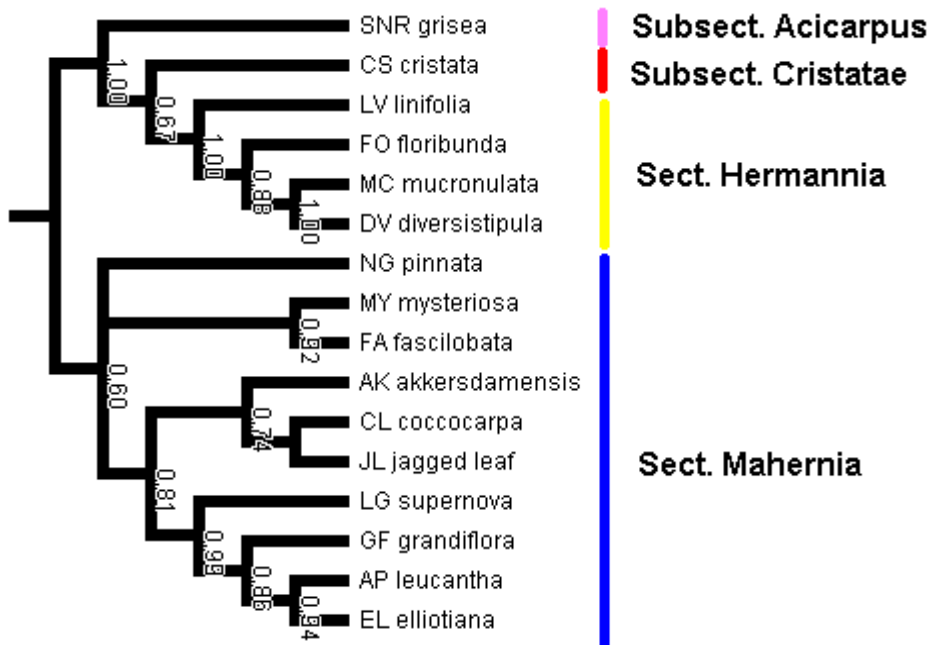 SNR grisea
Subsect. Acicarpus
CS cristata
Subsect. Cristatae
1.00
LV linifolia
0.67
FO floribunda
1.00
MC mucronulata
Sect. Hermannia
0.88
DV diversistipula
1.00
NG pinnata
MY mysteriosa
FA fascilobata
0.92
0.60
AK akkersdamensis
CL coccocarpa
0.74
JL jagged leaf
Sect. Mahernia
0.81
LG supernova
GF grandiflora
0.99
AP leucantha
0.86
EL elliotiana
0.94